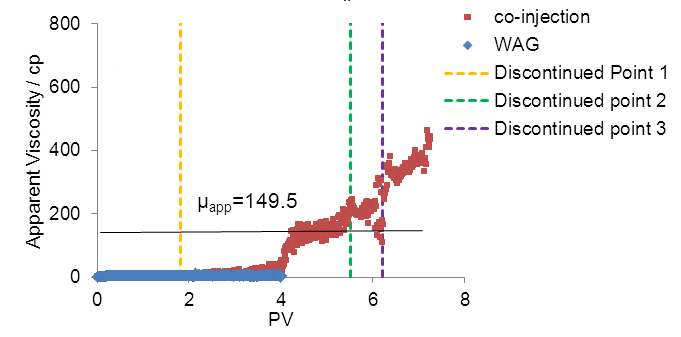 800
600
400
200
0
Apparent Viscosity / cp
μapp=149.5
0
2
4
6
8
PV
co-injection
WAG
Discontinued Point 1
Discontinued point 2
Discontinued point 3